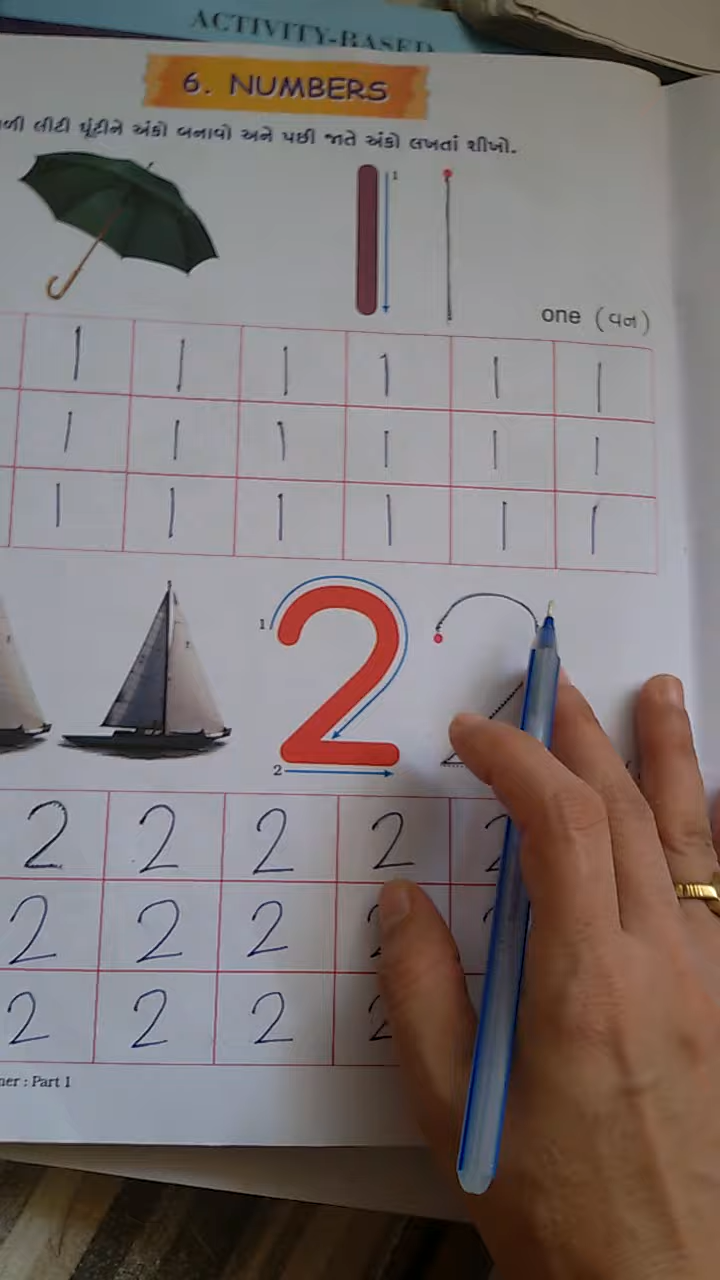 ACTIVITY-BASED
6. NUMBERS
લીટી ઘૂંટીને અંકો બનાવો અને પછી જાતે અંકો લખતાં શીખો.
1
one (વન)
1 1 1 1 1 1
1 1 1 1 1 1
1 1 1 1 1 1
1 2
2
2 2 2 2
2 2 2
2 2 2
: Part 1